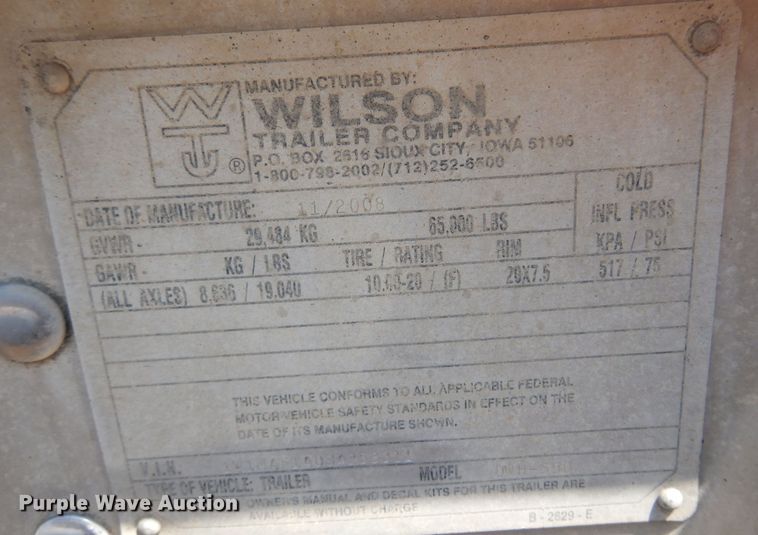 MANUFACTURED BY:
WILSON
TRAILER COMPANY
P.O. BOX 2616 SIOUX CITY, IOWA 51106
1-800-798-2002/(712)252-6500
WT ®
DATE OF MANUFACTURE: 11/2008
COLD
GVWR - 29,484 KG 65,000 LBS
INFL PRESS
GAWR - KG / LBS TIRE / RATING RIM KPA / PSI
(ALL AXLES) 8,636 / 19,040 10.00-20 / (F) 20X7.5 517 / 75
THIS VEHICLE CONFORMS TO ALL APPLICABLE FEDERAL
MOTOR VEHICLE SAFETY STANDARDS IN EFFECT ON THE
DATE OF ITS MANUFACTURE SHOWN.
V.I.N. MODEL
TYPE OF VEHICLE: TRAILER
OWNERS MANUAL AND DECAL KITS FOR THIS TRAILER ARE
AVAILABLE WITHOUT CHARGE B - 2629 - E
Purple Wave Auction